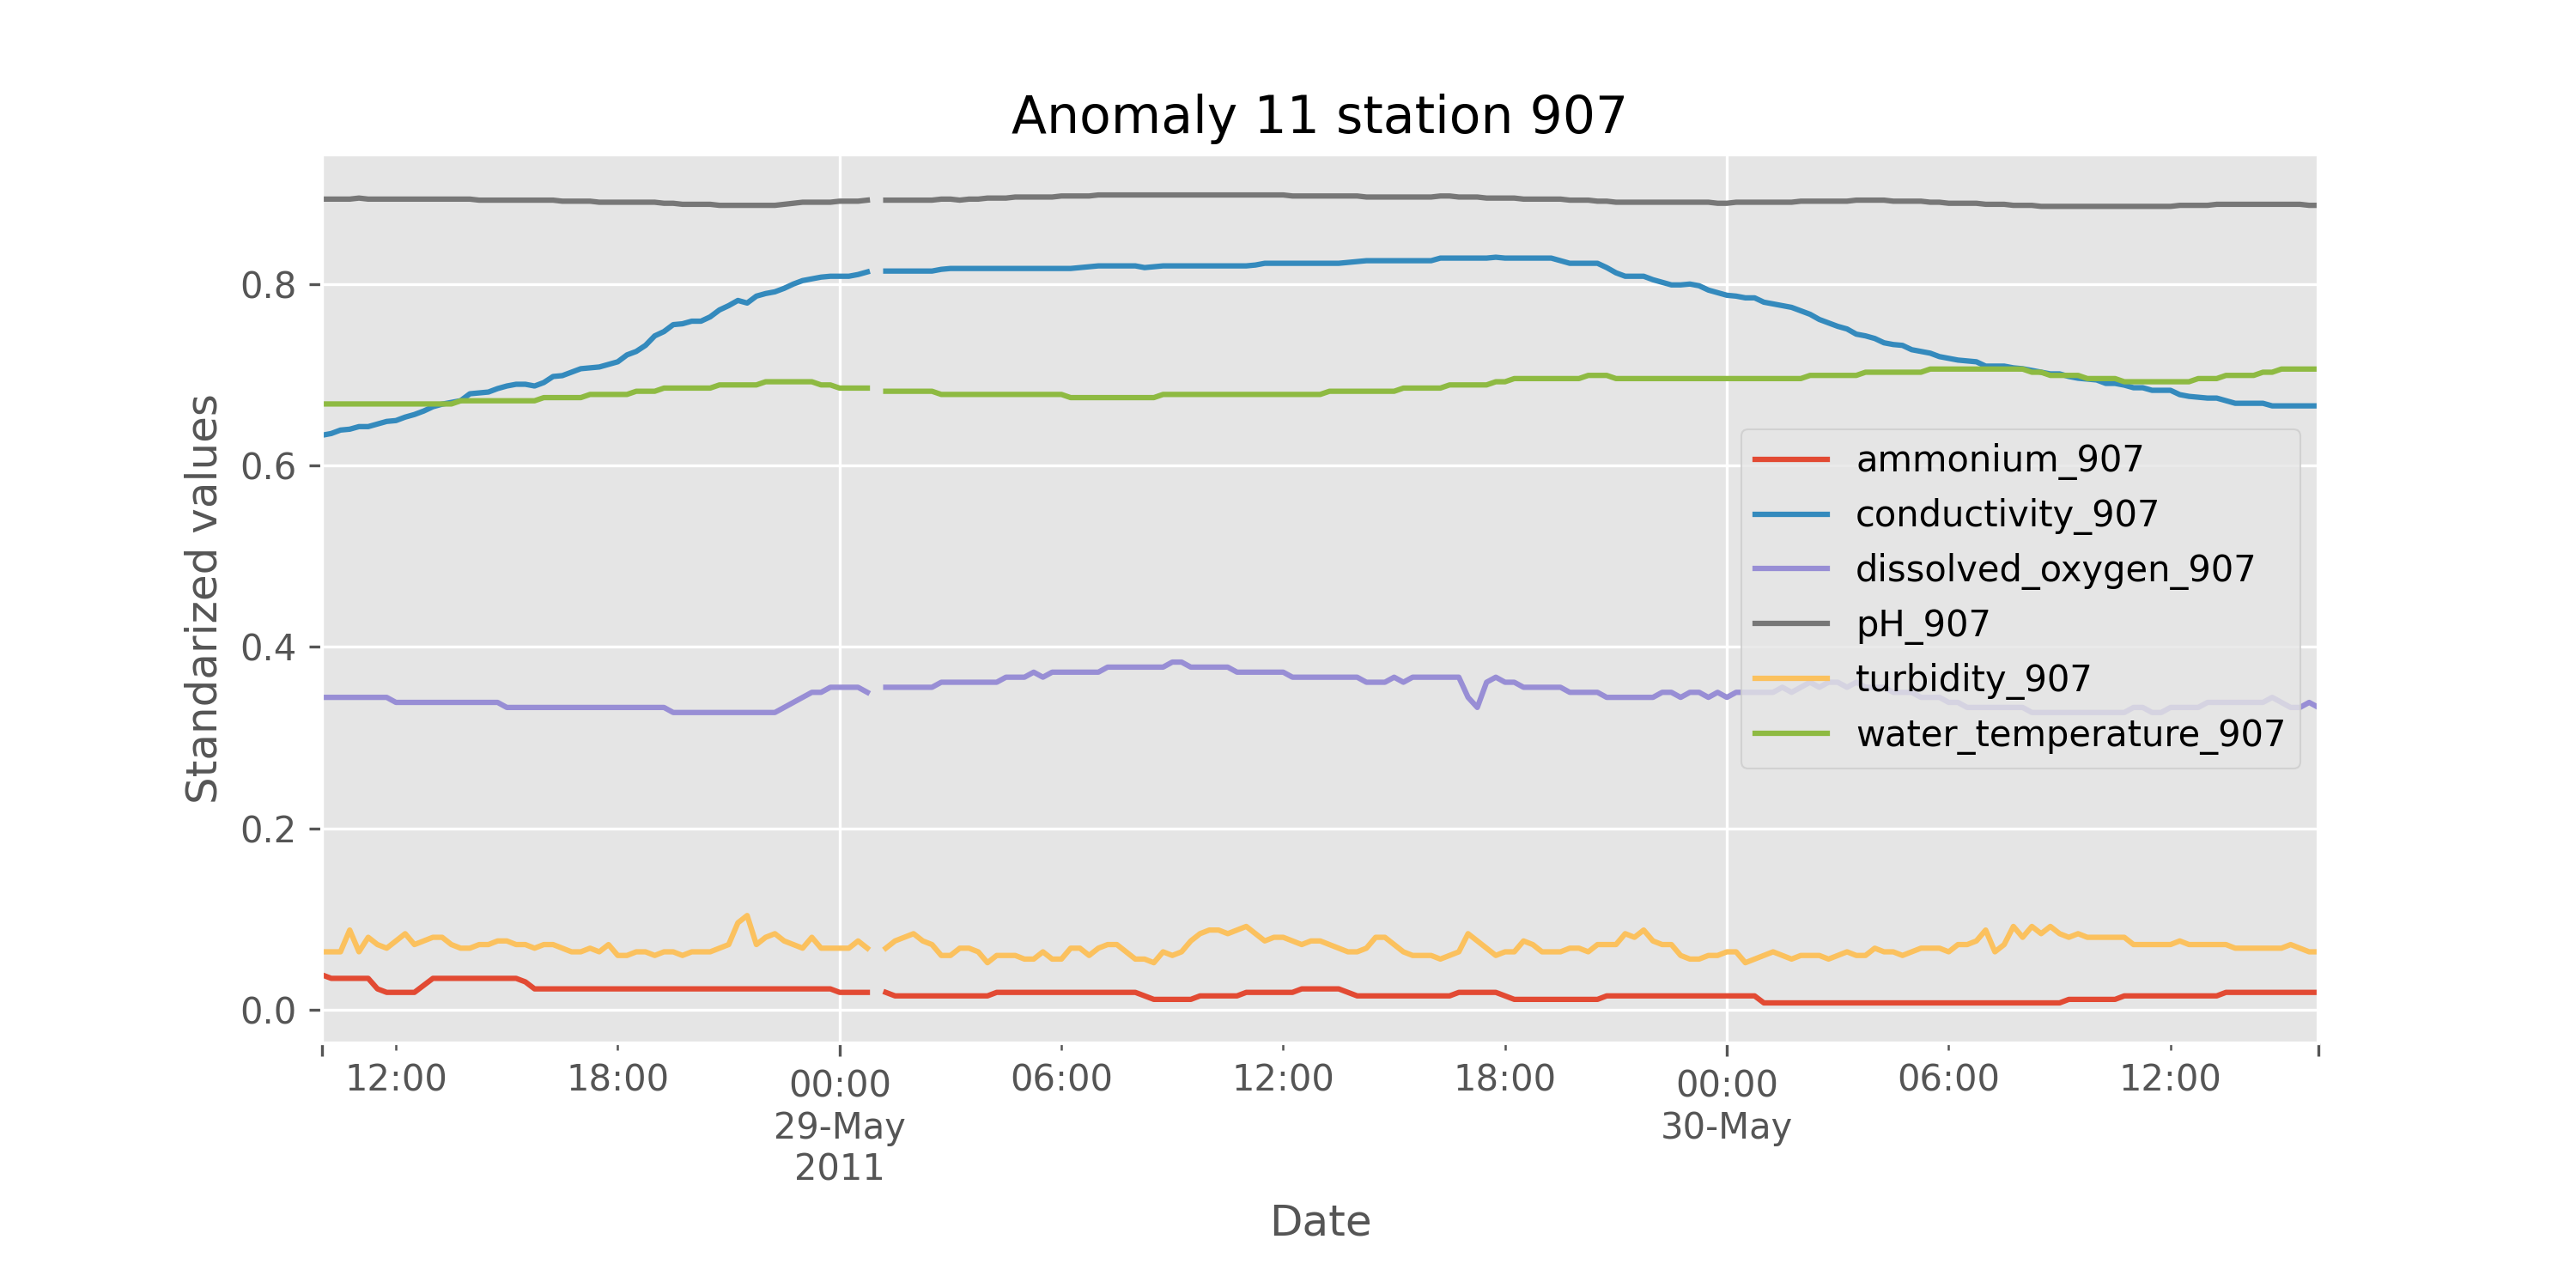 Anomaly 11 station 907
Standarized values
0.8
0.6
0.4
0.2
0.0
ammonium_907
conductivity_907
dissolved_oxygen_907
pH_907
turbidity_907
water_temperature_907
12:00 18:00 00:00 06:00 12:00 18:00 00:00 06:00 12:00
29-May 30-May
2011
Date